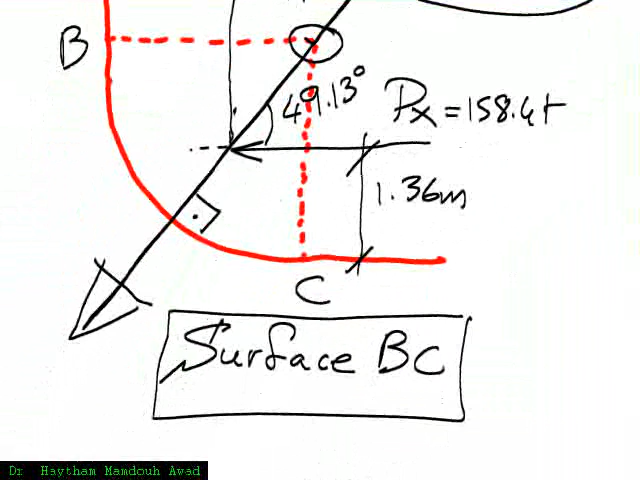 B
49.13°
Px = 158.4t
1.36m
C
Surface BC
Dr Haytham Mamdouh Awad